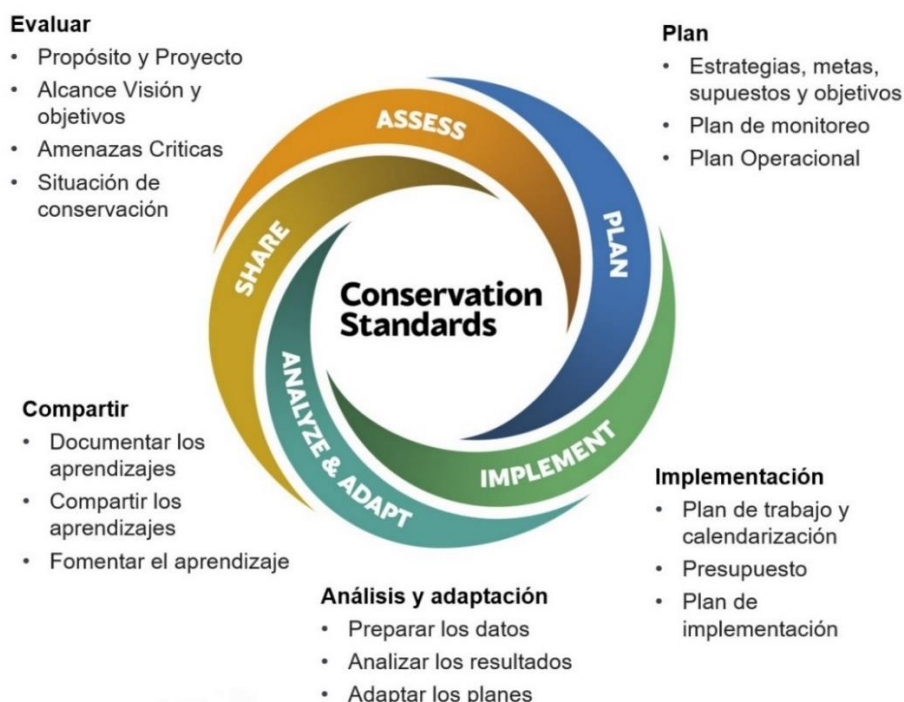 Evaluar
• Propósito y Proyecto
• Alcance Visión y
objetivos
• Amenazas Criticas
• Situación de
conservación
Plan
• Estrategias, metas,
supuestos y objetivos
• Plan de monitoreo
• Plan Operacional
ASSESS
PLAN
SHARE
Conservation
Standards
ANALYZE & ADAPT
IMPLEMENT
Compartir
• Documentar los
aprendizajes
• Compartir los
aprendizajes
• Fomentar el aprendizaje
Implementación
• Plan de trabajo y
calendarización
• Presupuesto
• Plan de
implementación
Análisis y adaptación
• Preparar los datos
• Analizar los resultados
• Adaptar los planes